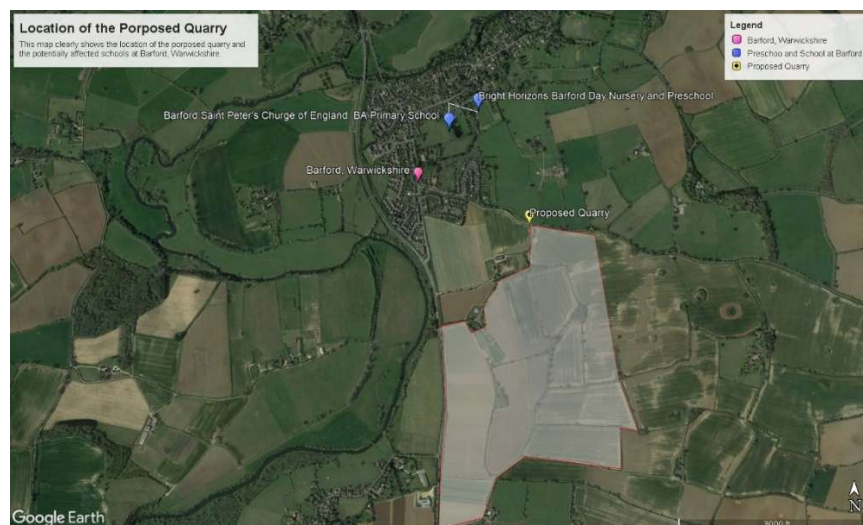 Location of the Porposed Quarry
This map clearly shows the location of the porposed quarry and
the potentially affected schools at Barford, Warwickshire.
Legend
Barford, Warwickshire
Preschoo and School at Barford
Proposed Quarry
Bright Horizons Barford Day Nursery and Preschool
Barford Saint Peter's Churge of England BA Primary School
Barford, Warwickshire
Proposed Quarry
Google Earth
N